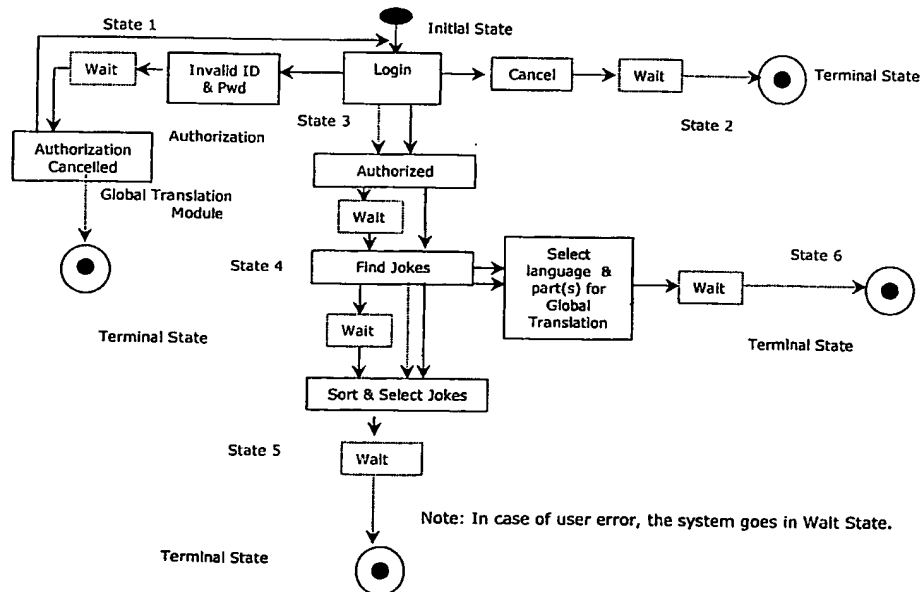 State 1
Initial State
Wait
Invalid ID
& Pwd
Login
Cancel
Wait
Terminal State
State 3
State 2
Authorization
Authorization
Cancelled
Authorized
Global Translation
Module
Wait
State 4
Find Jokes
Select
language &
part(s) for
Global
Translation
Wait
State 6
Terminal State
Wait
Terminal State
Sort & Select Jokes
State 5
Wait
Note: In case of user error, the system goes in Wait State.
Terminal State